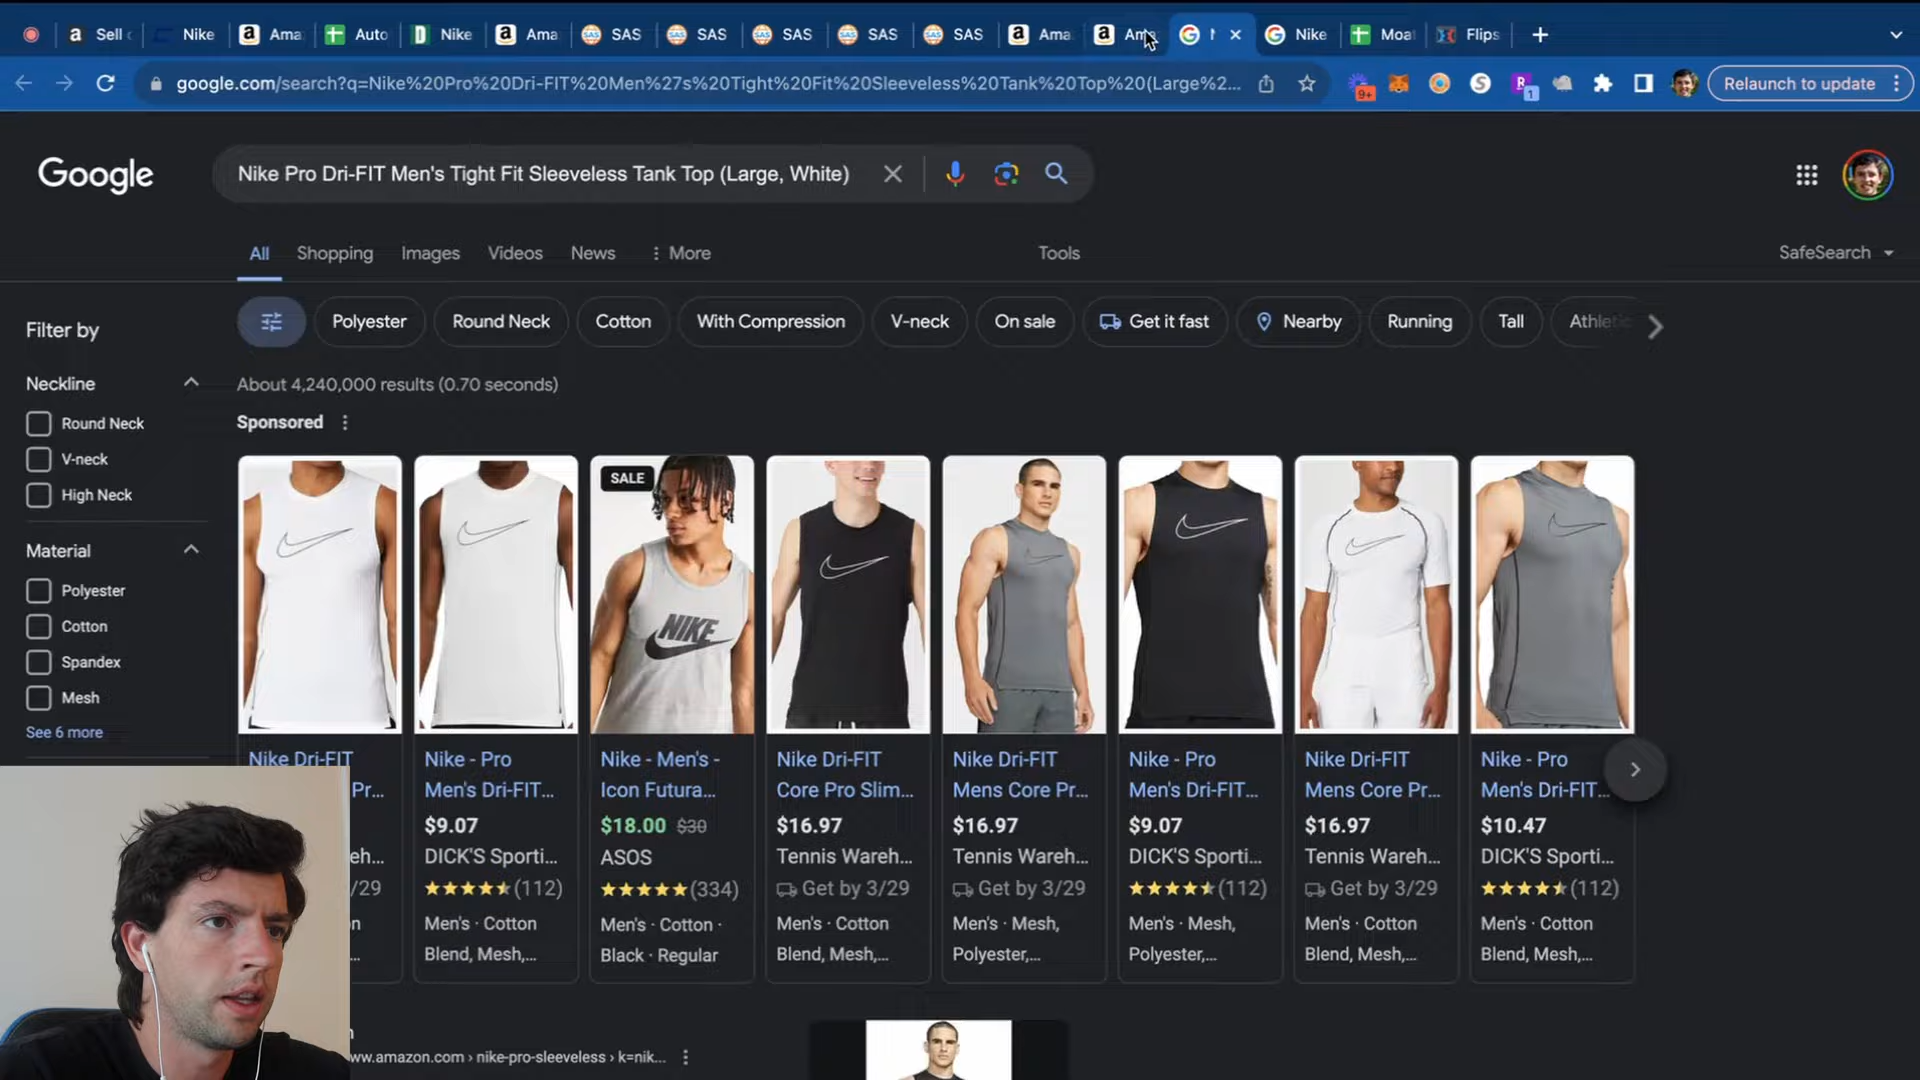 Sell
Nike
Ama
Auto
Nike
Ama
SAS
SAS
SAS
SAS
SAS
Ama
Ama
Nike
Moa
Flips
google.com/search?q=Nike%20Pro%20Dri-FIT%20Men%27s%20Tight%20Fit%20Sleeveless%20Tank%20Top%20(Large%2...
9+
1
Relaunch to update
Google
Nike Pro Dri-FIT Men's Tight Fit Sleeveless Tank Top (Large, White)
All
Shopping
Images
Videos
News
More
Tools
SafeSearch
Polyester
Round Neck
Cotton
With Compression
V-neck
On sale
Get it fast
Nearby
Running
Tall
Athletic
Filter by
Neckline
Round Neck
V-neck
High Neck
Material
Polyester
Cotton
Spandex
Mesh
See 6 more
About 4,240,000 results (0.70 seconds)
Sponsored
SALE
NIKE
Nike Dri-FIT
Pr...
/29
Nike - Pro
Men's Dri-FIT...
$9.07
DICK'S Sporti...
(112)
Men's · Cotton
Blend, Mesh,...
Nike - Men's -
Icon Futura...
$18.00 $30
ASOS
(334)
Men's · Cotton ·
Black · Regular
Nike Dri-FIT
Core Pro Slim...
$16.97
Tennis Wareh...
Get by 3/29
Men's · Cotton
Blend, Mesh,...
Nike Dri-FIT
Mens Core Pr...
$16.97
Tennis Wareh...
Get by 3/29
Men's · Mesh,
Polyester,...
Nike - Pro
Men's Dri-FIT...
$9.07
DICK'S Sporti...
(112)
Men's · Mesh,
Polyester,...
Nike Dri-FIT
Mens Core Pr...
$16.97
Tennis Wareh...
Get by 3/29
Men's · Cotton
Blend, Mesh,...
Nike - Pro
Men's Dri-FIT...
$10.47
DICK'S Sporti...
(112)
Men's · Cotton
Blend, Mesh,...
ww.amazon.com › nike-pro-sleeveless › k=nik...